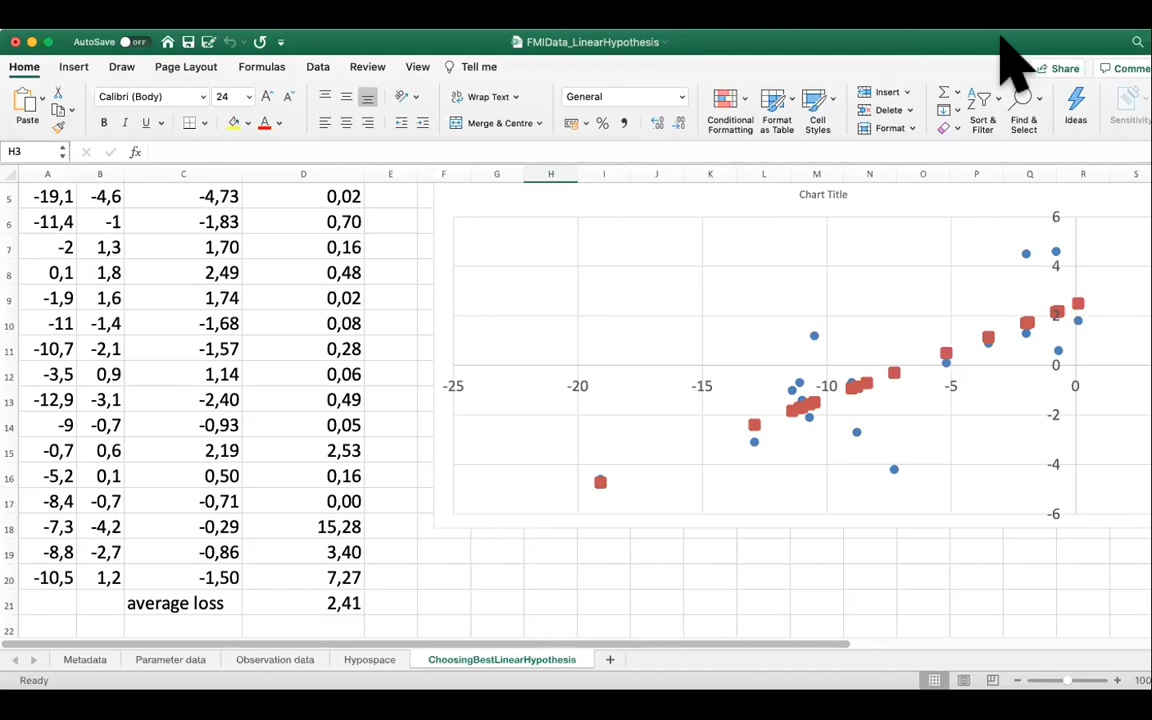 AutoSave OFF FMIData_LinearHypothesis
Home Insert Draw Page Layout Formulas Data Review View Tell me Share Comme
Paste Calibri (Body) 24 A A Wrap Text General Conditional Formatting Format as Table Cell Styles Insert Sort & Filter Find & Select Ideas Sensitivity
B I U A Merge & Centre % Delete
Format
H3 fx
A B C D E F G H I J K L M N O P Q R S
5 -19,1 -4,6 -4,73 0,02
6 -11,4 -1 -1,83 0,70
7 -2 1,3 1,70 0,16
8 0,1 1,8 2,49 0,48
9 -1,9 1,6 1,74 0,02
10 -11 -1,4 -1,68 0,08
11 -10,7 -2,1 -1,57 0,28
12 -3,5 0,9 1,14 0,06
13 -12,9 -3,1 -2,40 0,49
14 -9 -0,7 -0,93 0,05
15 -0,7 0,6 2,19 2,53
16 -5,2 0,1 0,50 0,16
17 -8,4 -0,7 -0,71 0,00
18 -7,3 -4,2 -0,29 15,28
19 -8,8 -2,7 -0,86 3,40
20 -10,5 1,2 -1,50 7,27
21 average loss 2,41
22
Chart Title
6
4
2
0
-25 -20 -15 -10 -5 0
-2
-4
-6
Metadata Parameter data Observation data Hypospace ChoosingBestLinearHypothesis +
Ready 100